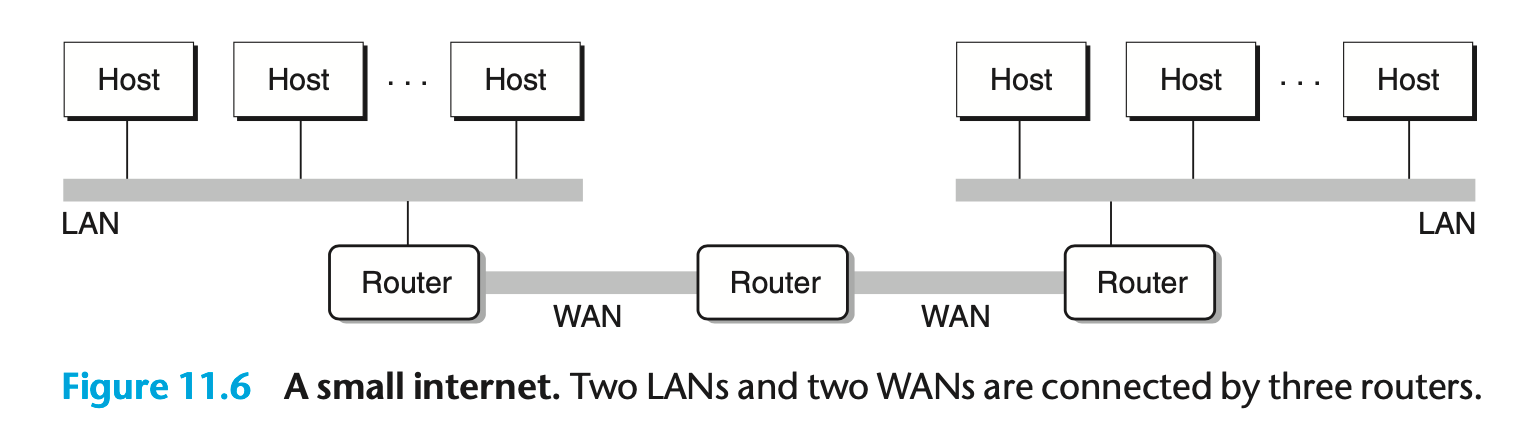 Host Host · · · Host Host Host · · · Host
LAN LAN
Router Router Router
WAN WAN
Figure 11.6 A small internet. Two LANs and two WANs are connected by three routers.